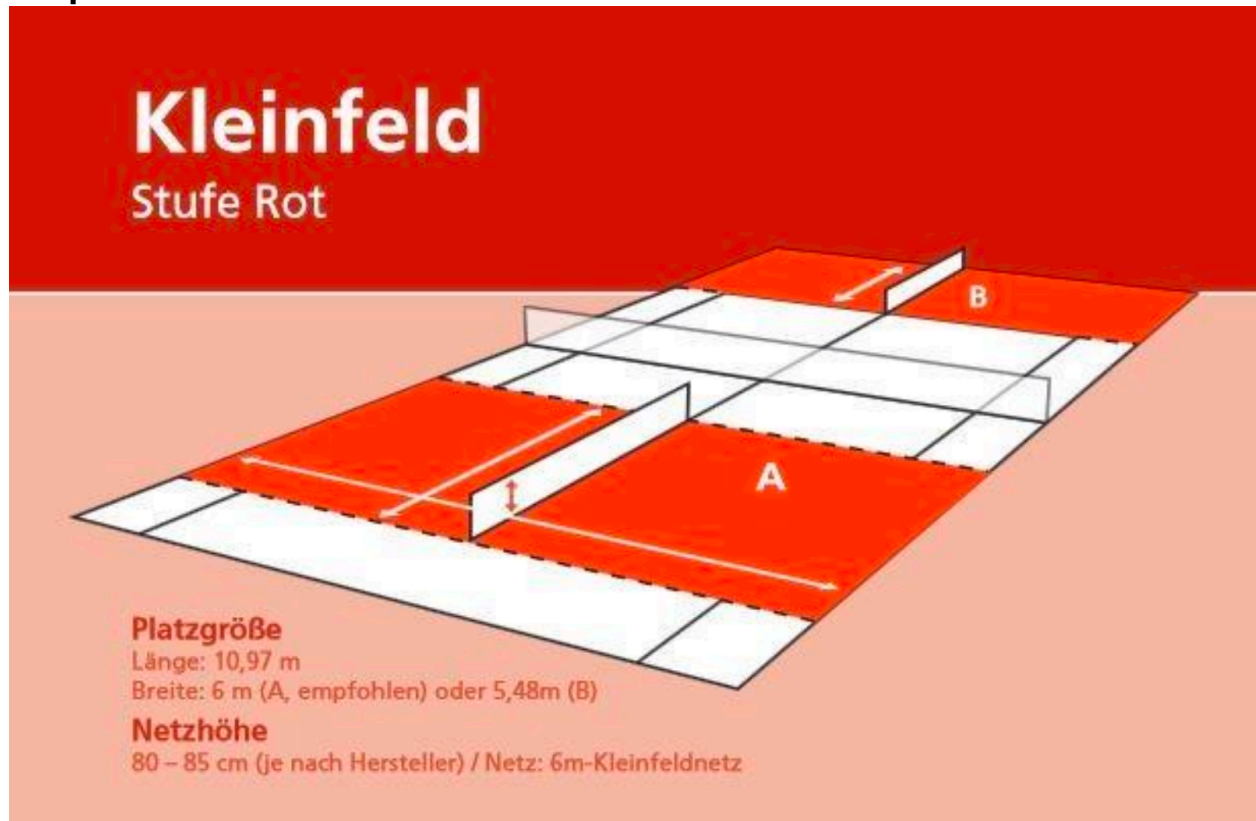 Kleinfeld
Stufe Rot
B
A
Platzgröße
Länge: 10,97 m
Breite: 6 m (A, empfohlen) oder 5,48m (B)
Netzhöhe
80 – 85 cm (je nach Hersteller) / Netz: 6m-Kleinfeldnetz